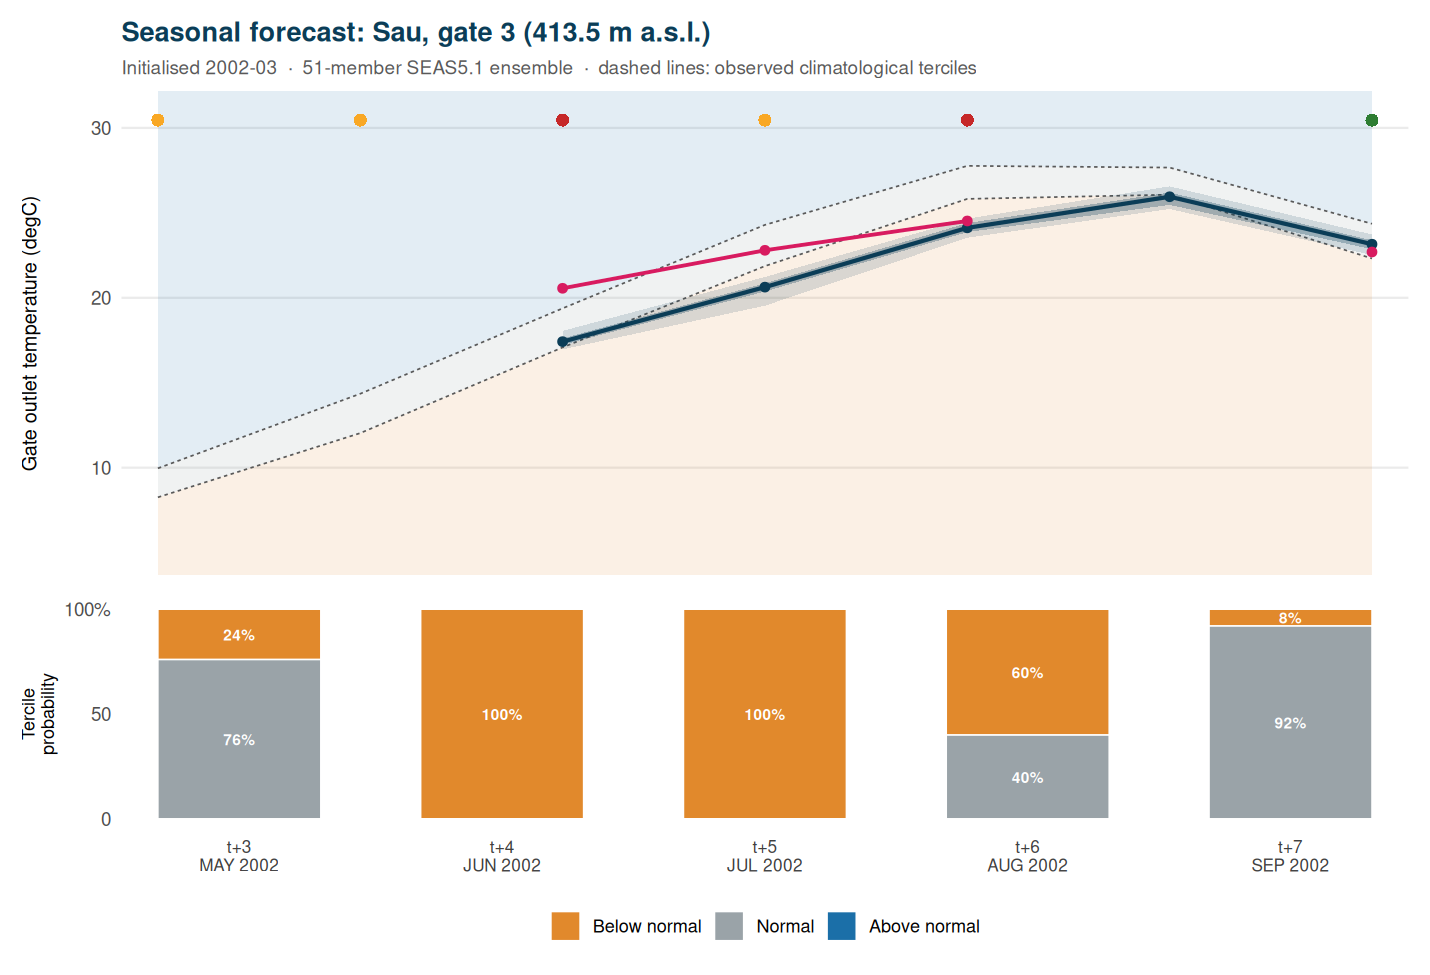 Seasonal forecast: Sau, gate 3 (413.5 m a.s.l.)
Initialised 2002-03 · 51-member SEAS5.1 ensemble · dashed lines: observed climatological terciles
Gate outlet temperature (degC)
30
20
10
Tercile
probability
100%
50
0
24%
76%
100%
100%
60%
40%
8%
92%
t+3
MAY 2002
t+4
JUN 2002
t+5
JUL 2002
t+6
AUG 2002
t+7
SEP 2002
Below normal
Normal
Above normal